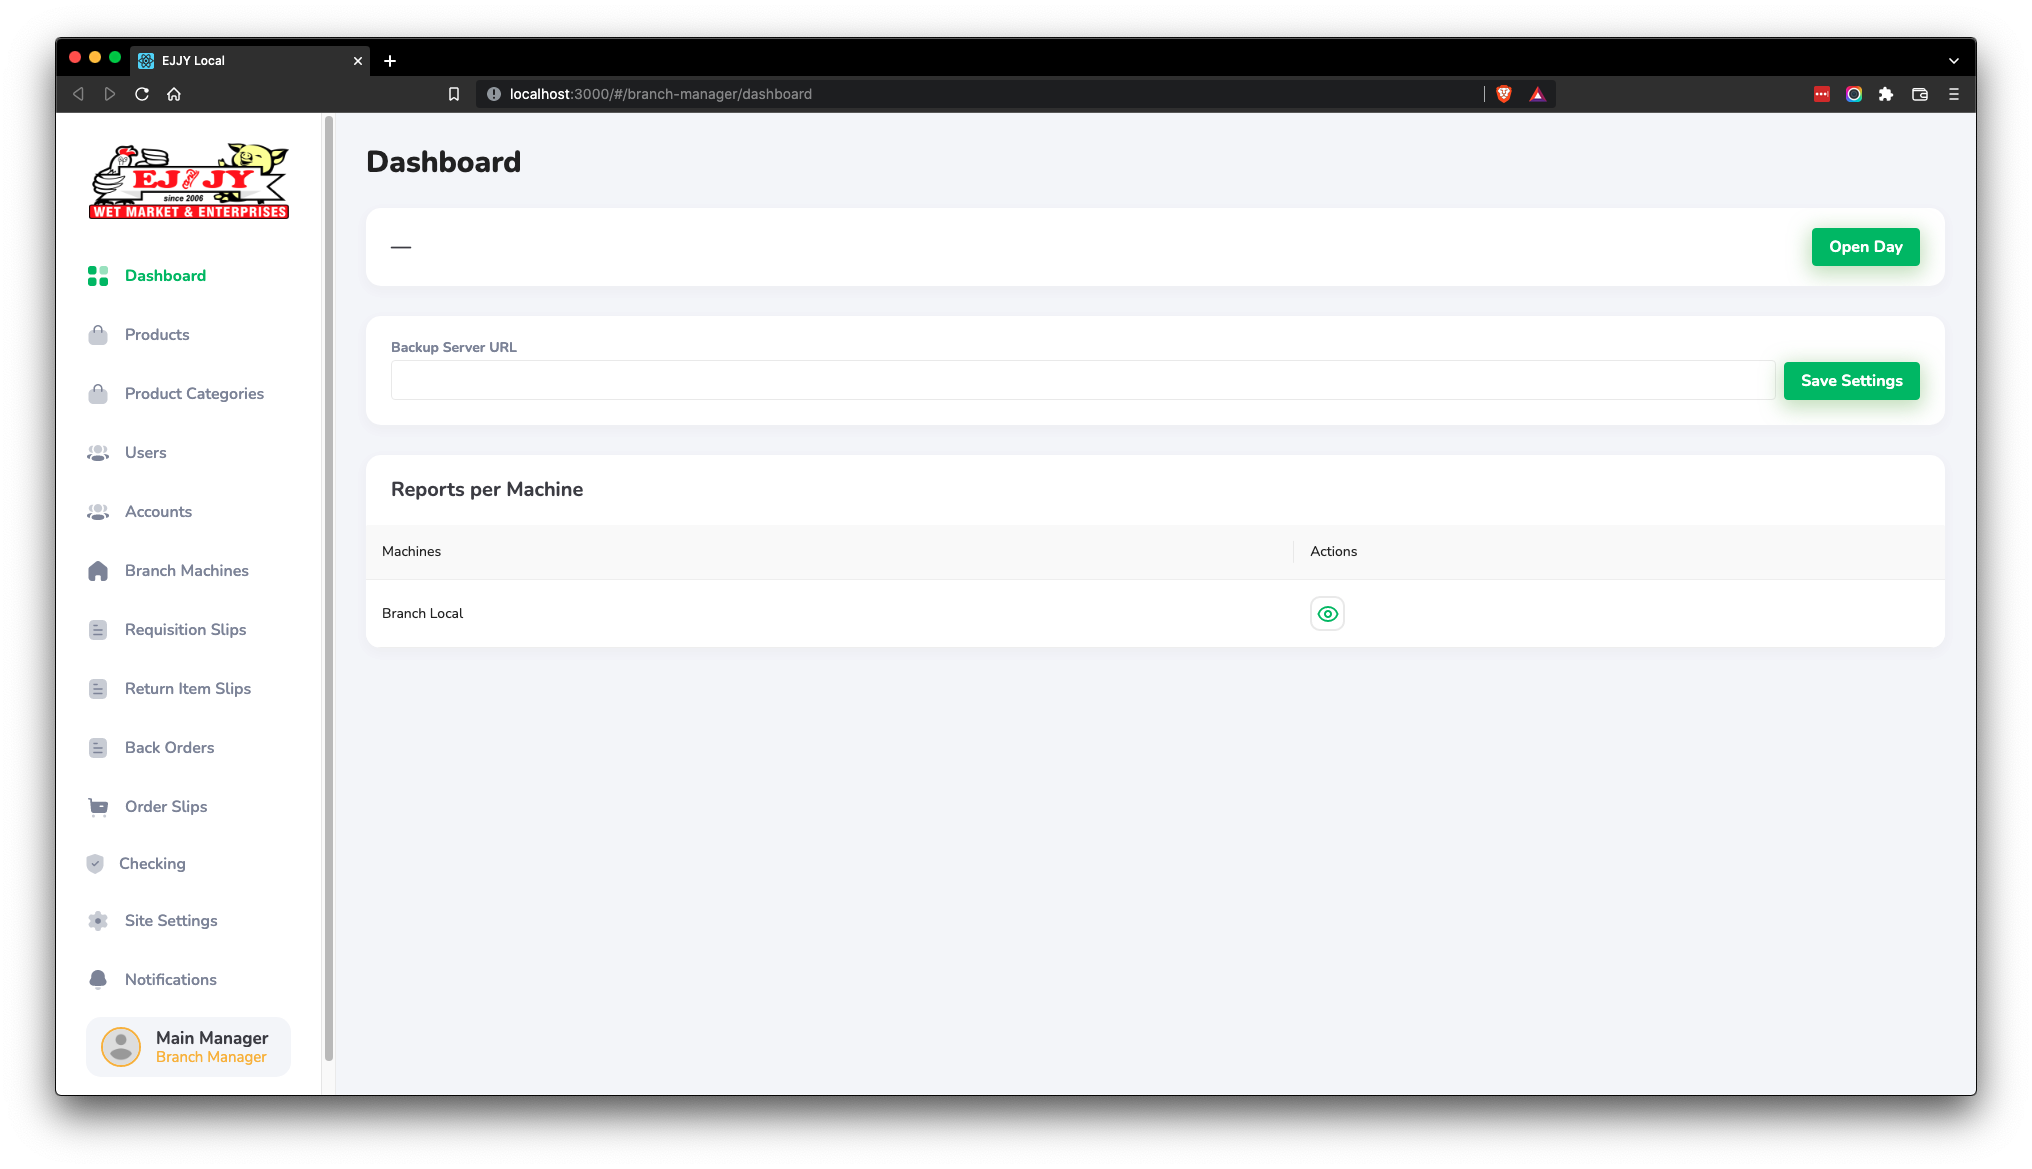 EJJY Local
localhost:3000/#/branch-manager/dashboard
EJ and JY
since 2006
WET MARKET & ENTERPRISES
Dashboard
Products
Product Categories
Users
Accounts
Branch Machines
Requisition Slips
Return Item Slips
Back Orders
Order Slips
Checking
Site Settings
Notifications
Main Manager
Branch Manager
Dashboard
—
Open Day
Backup Server URL
Save Settings
Reports per Machine
Machines
Actions
Branch Local